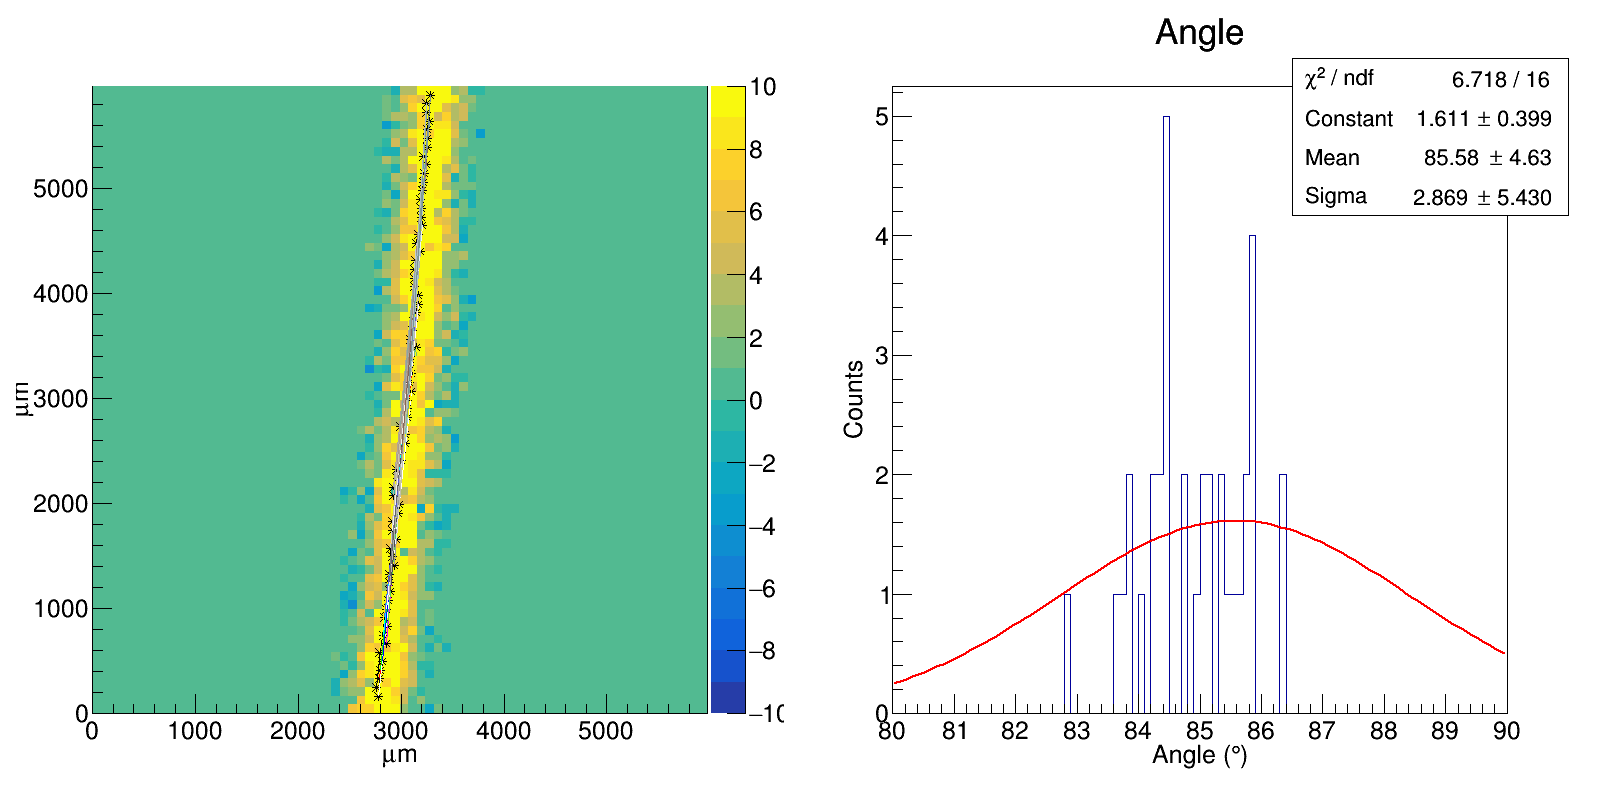 Angle
χ² / ndf 6.718 / 16
Constant 1.611 ± 0.399
Mean 85.58 ± 4.63
Sigma 2.869 ± 5.430
μm
5000
4000
3000
2000
1000
0
0 1000 2000 3000 4000 5000
μm
10
8
6
4
2
0
−2
−4
−6
−8
−10
Counts
5
4
3
2
1
0
80 81 82 83 84 85 86 87 88 89 90
Angle (°)